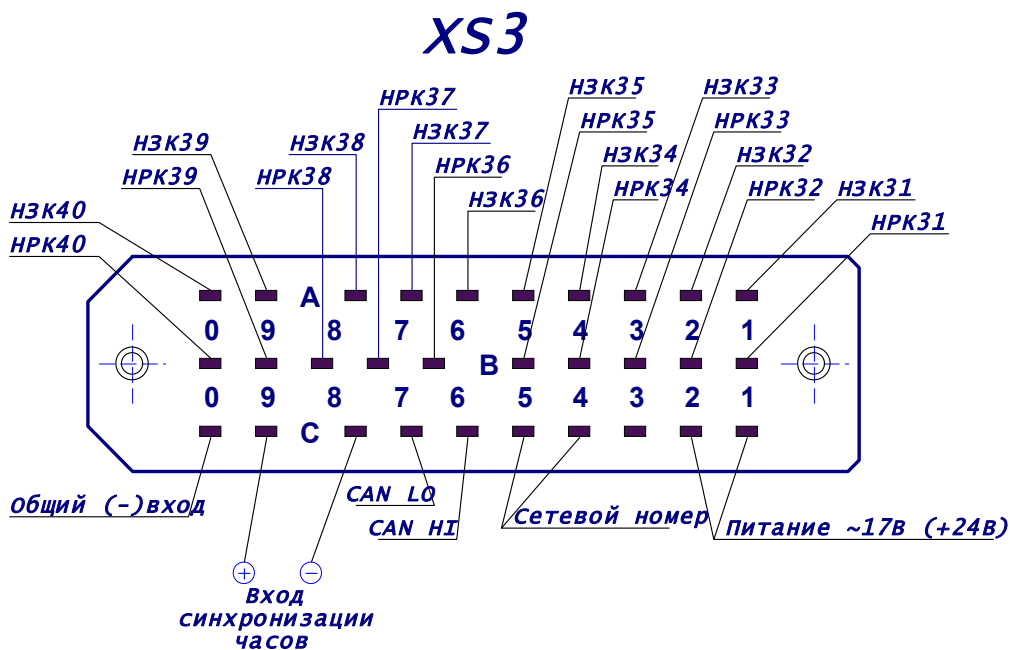 XS3
НЗК35
НЗК33
НРК37
НРК35
НРК33
НЗК39
НЗК38
НЗК37
НЗК34
НЗК32
НРК39
НРК38
НРК36
НРК34
НРК32
НЗК31
НЗК40
НЗК36
НРК31
НРК40
A
0 9 8 7 6 5 4 3 2 1
B
0 9 8 7 6 5 4 3 2 1
C
Общий (-)вход
CAN LO
CAN HI
Сетевой номер
Питание ~17В (+24В)
+ −
Вход
синхронизации
часов